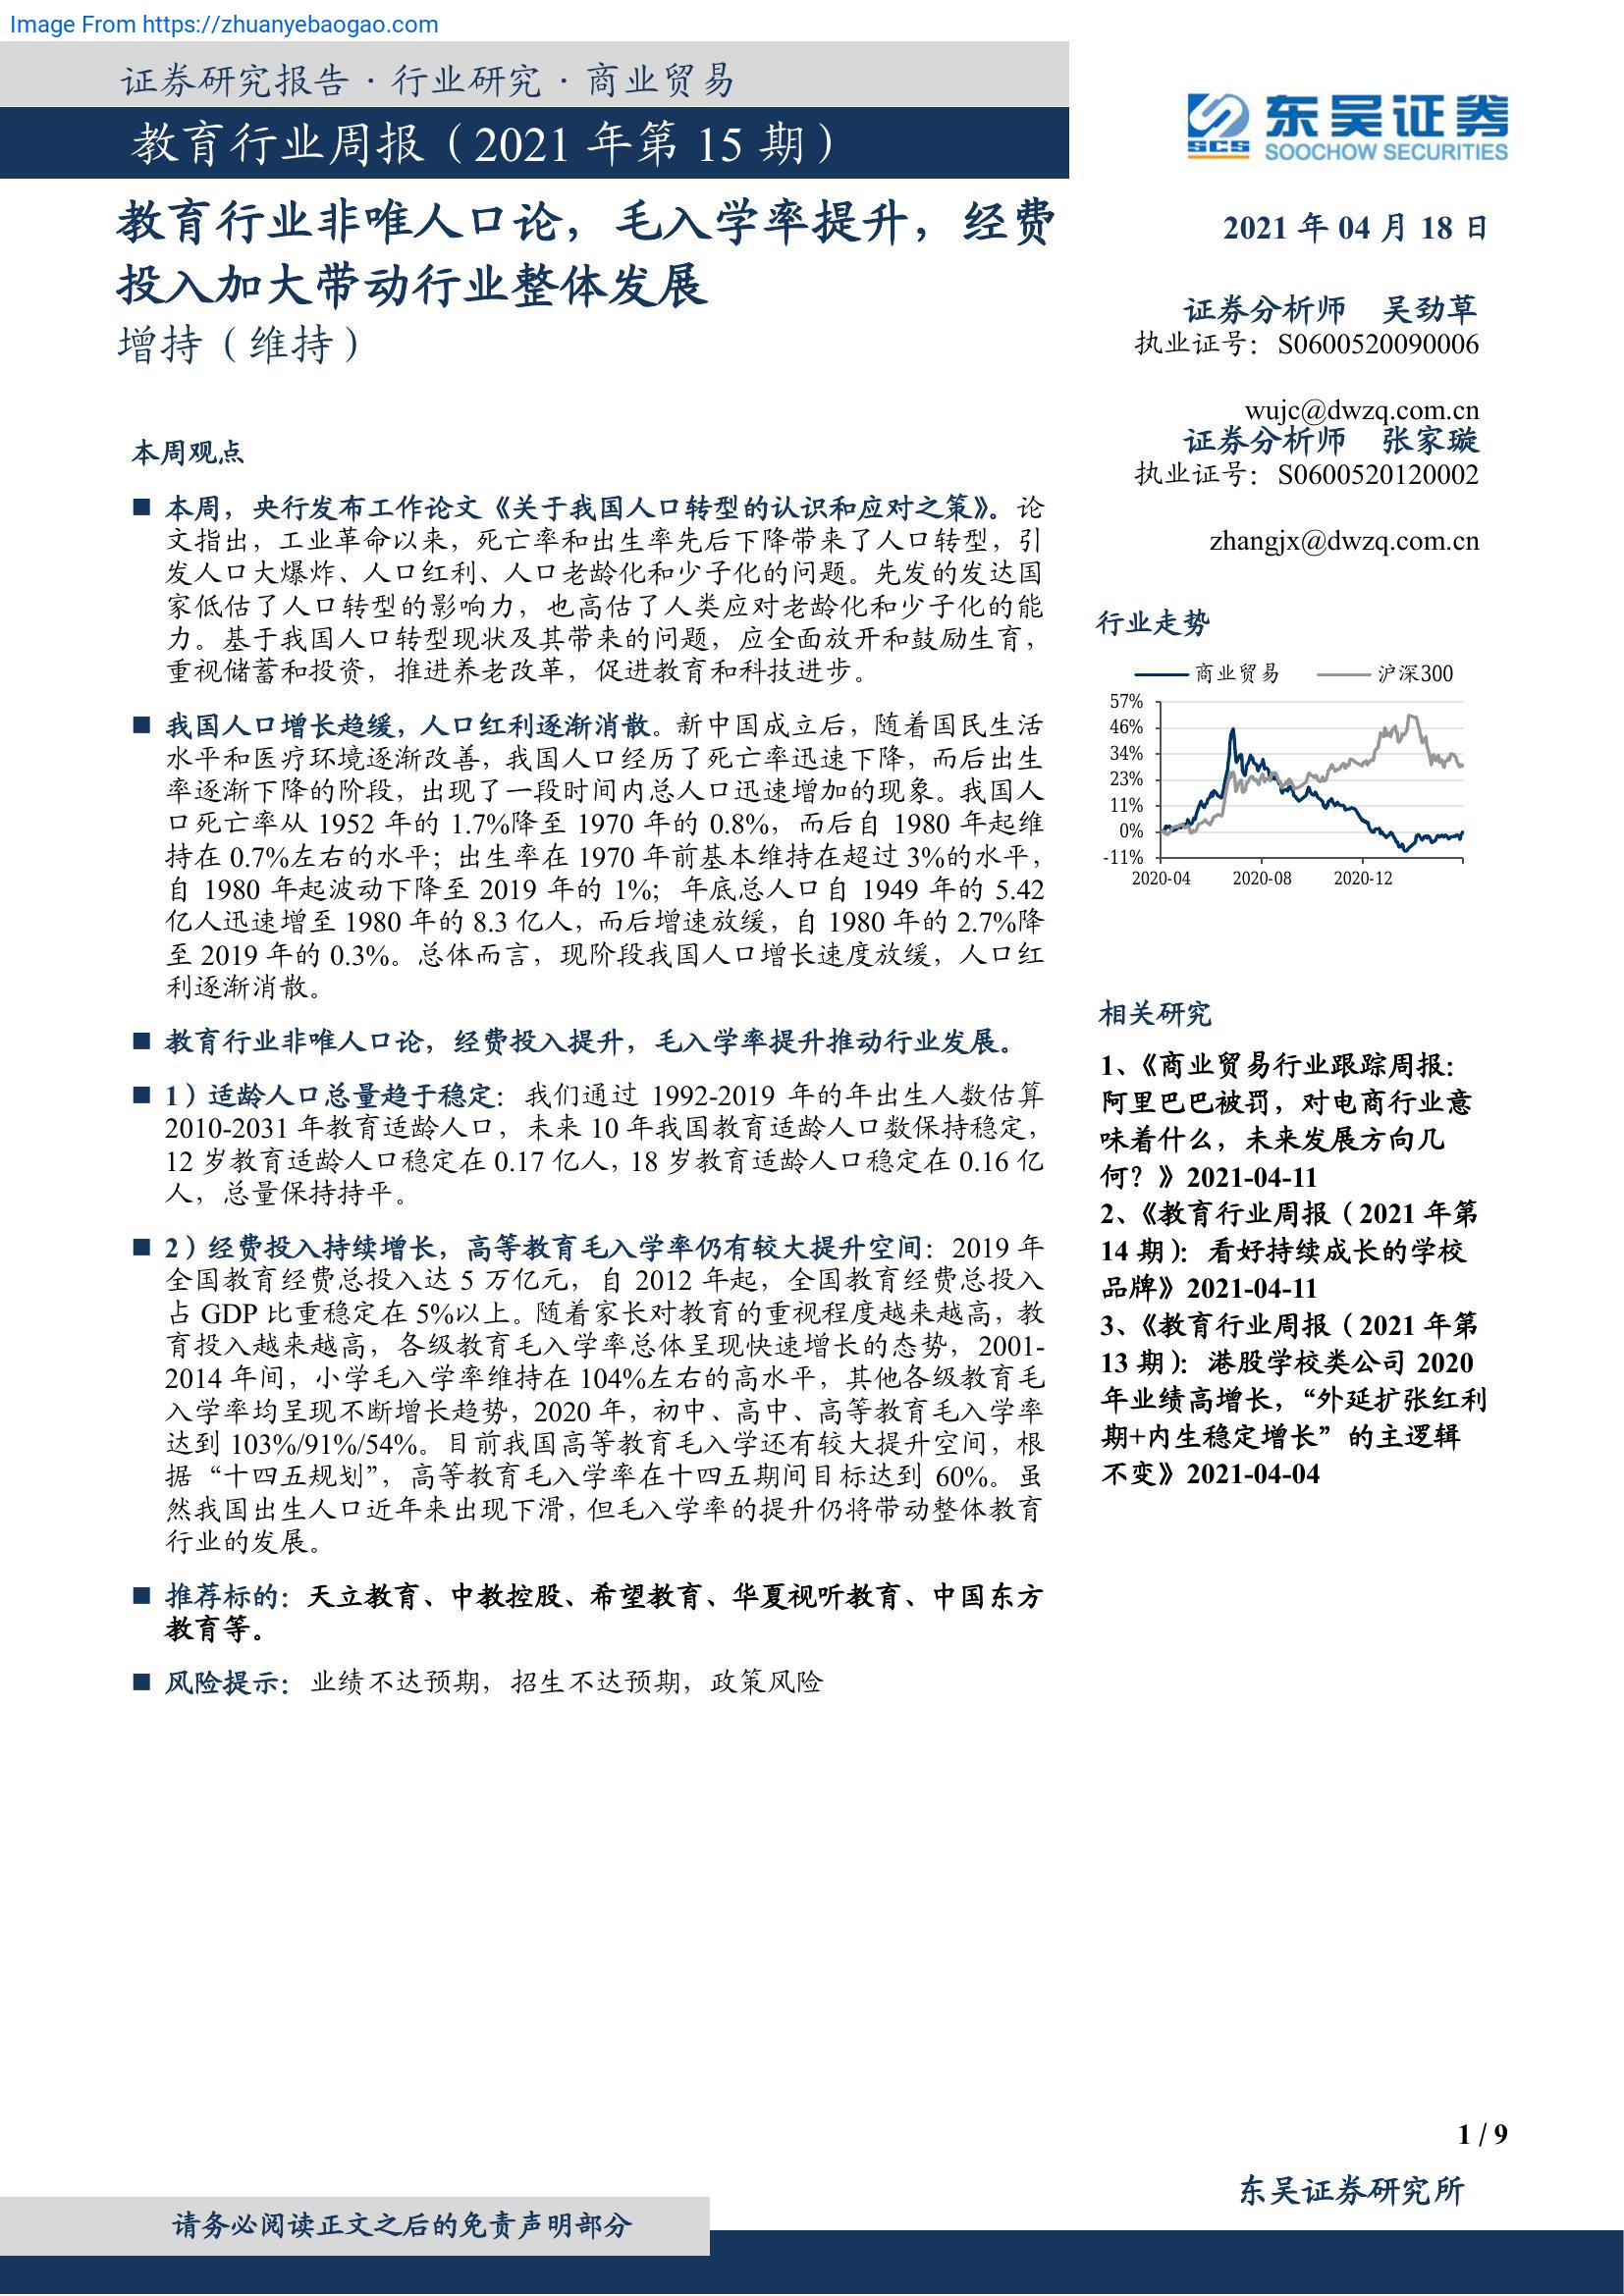 Image From https://zhuanyebaogao.com
证券研究报告·行业研究·商业贸易
教育行业周报（2021 年第 15 期）
教育行业非唯人口论，毛入学率提升，经费
投入加大带动行业整体发展
增持（维持）
本周观点
■ 本周，央行发布工作论文《关于我国人口转型的认识和应对之策》。论
文指出，工业革命以来，死亡率和出生率先后下降带来了人口转型，引
发人口大爆炸、人口红利、人口老龄化和少子化的问题。先发的发达国
家低估了人口转型的影响力，也高估了人类应对老龄化和少子化的能
力。基于我国人口转型现状及其带来的问题，应全面放开和鼓励生育，
重视储蓄和投资，推进养老改革，促进教育和科技进步。
■ 我国人口增长趋缓，人口红利逐渐消散。新中国成立后，随着国民生活
水平和医疗环境逐渐改善，我国人口经历了死亡率迅速下降，而后出生
率逐渐下降的阶段，出现了一段时间内总人口迅速增加的现象。我国人
口死亡率从 1952 年的 1.7%降至 1970 年的 0.8%，而后自 1980 年起维
持在 0.7%左右的水平；出生率在 1970 年前基本维持在超过 3%的水平，
自 1980 年起波动下降至 2019 年的 1%；年底总人口自 1949 年的 5.42
亿人迅速增至 1980 年的 8.3 亿人，而后增速放缓，自 1980 年的 2.7%降
至 2019 年的 0.3%。总体而言，现阶段我国人口增长速度放缓，人口红
利逐渐消散。
■ 教育行业非唯人口论，经费投入提升，毛入学率提升推动行业发展。
■ 1）适龄人口总量趋于稳定：我们通过 1992-2019 年的年出生人数估算
2010-2031 年教育适龄人口，未来 10 年我国教育适龄人口数保持稳定，
12 岁教育适龄人口稳定在 0.17 亿人，18 岁教育适龄人口稳定在 0.16 亿
人，总量保持持平。
■ 2）经费投入持续增长，高等教育毛入学率仍有较大提升空间：2019 年
全国教育经费总投入达 5 万亿元，自 2012 年起，全国教育经费总投入
占 GDP 比重稳定在 5%以上。随着家长对教育的重视程度越来越高，教
育投入越来越高，各级教育毛入学率总体呈现快速增长的态势，2001-
2014 年间，小学毛入学率维持在 104%左右的高水平，其他各级教育毛
入学率均呈现不断增长趋势，2020 年，初中、高中、高等教育毛入学率
达到 103%/91%/54%。目前我国高等教育毛入学还有较大提升空间，根
据“十四五规划”，高等教育毛入学率在十四五期间目标达到 60%。虽
然我国出生人口近年来出现下滑，但毛入学率的提升仍将带动整体教育
行业的发展。
■ 推荐标的：天立教育、中教控股、希望教育、华夏视听教育、中国东方
教育等。
■ 风险提示：业绩不达预期，招生不达预期，政策风险
SCS 东吴证券
SOOCHOW SECURITIES
2021 年 04 月 18 日
证券分析师 吴劲草
执业证号：S0600520090006
wujc@dwzq.com.cn
证券分析师 张家璇
执业证号：S0600520120002
zhangjx@dwzq.com.cn
行业走势
商业贸易 沪深300
57%
46%
34%
23%
11%
0%
-11%
2020-04 2020-08 2020-12
相关研究
1、《商业贸易行业跟踪周报：
阿里巴巴被罚，对电商行业意
味着什么，未来发展方向几
何？》2021-04-11
2、《教育行业周报（2021 年第
14 期）：看好持续成长的学校
品牌》2021-04-11
3、《教育行业周报（2021 年第
13 期）：港股学校类公司 2020
年业绩高增长，“外延扩张红利
期+内生稳定增长”的主逻辑
不变》2021-04-04
1 / 9
东吴证券研究所
请务必阅读正文之后的免责声明部分